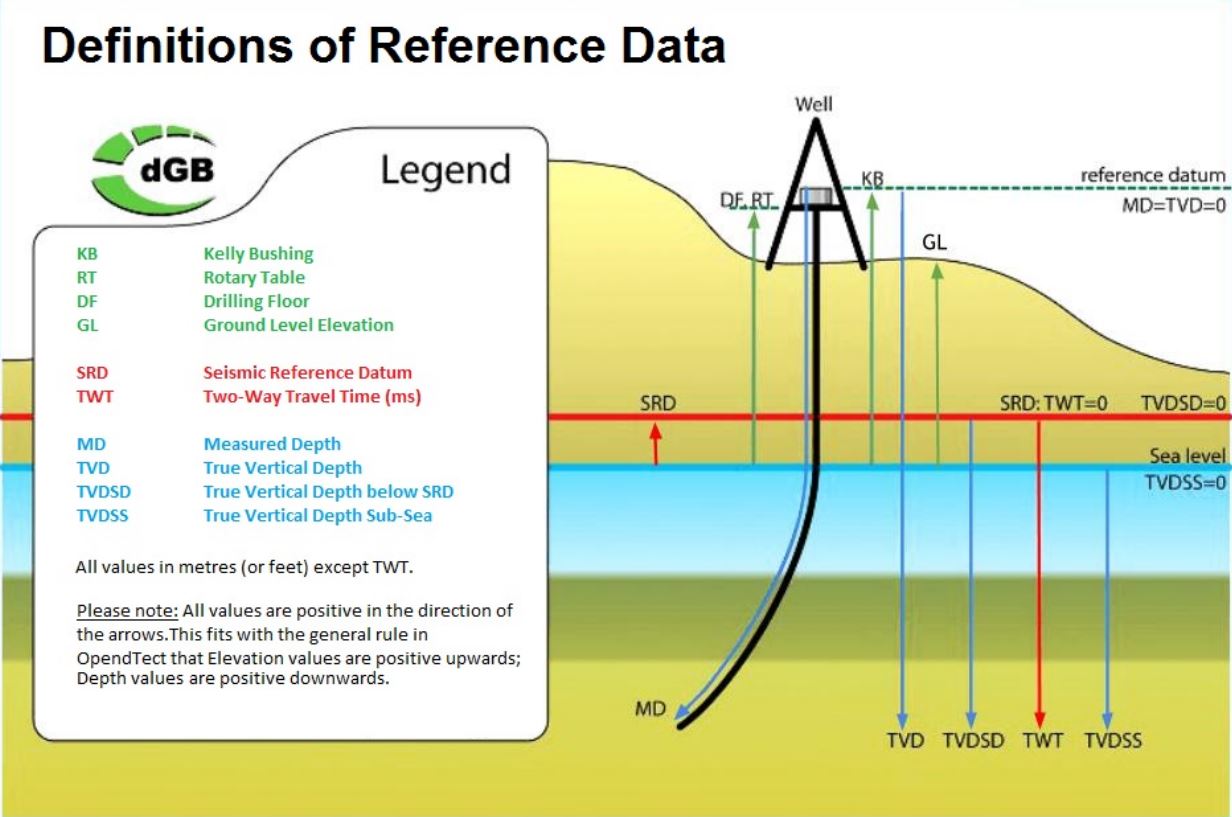 Definitions of Reference Data
dGB
Legend
KB Kelly Bushing
RT Rotary Table
DF Drilling Floor
GL Ground Level Elevation
SRD Seismic Reference Datum
TWT Two-Way Travel Time (ms)
MD Measured Depth
TVD True Vertical Depth
TVDSD True Vertical Depth below SRD
TVDSS True Vertical Depth Sub-Sea
All values in metres (or feet) except TWT.
Please note: All values are positive in the direction of
the arrows.This fits with the general rule in
OpendTect that Elevation values are positive upwards;
Depth values are positive downwards.
Well
DF, RT
KB
reference datum
MD=TVD=0
GL
SRD
SRD: TWT=0 TVDSD=0
Sea level
TVDSS=0
MD
TVD TVDSD TWT TVDSS